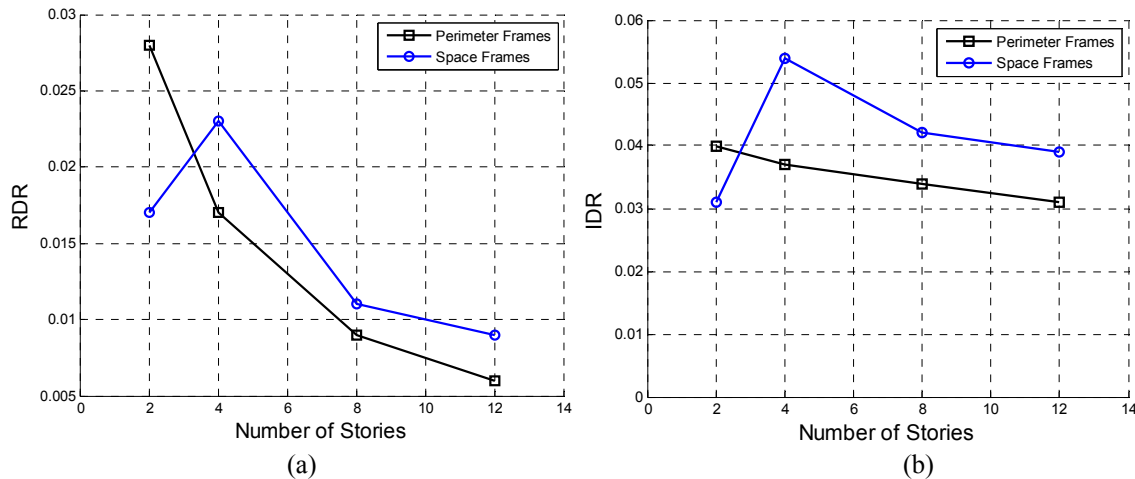 0.03
0.025
0.02
0.015
0.01
0.005
RDR
0 2 4 6 8 10 12 14
Number of Stories
Perimeter Frames
Space Frames
(a)
0.06
0.05
0.04
0.03
0.02
0.01
0
IDR
0 2 4 6 8 10 12 14
Number of Stories
Perimeter Frames
Space Frames
(b)